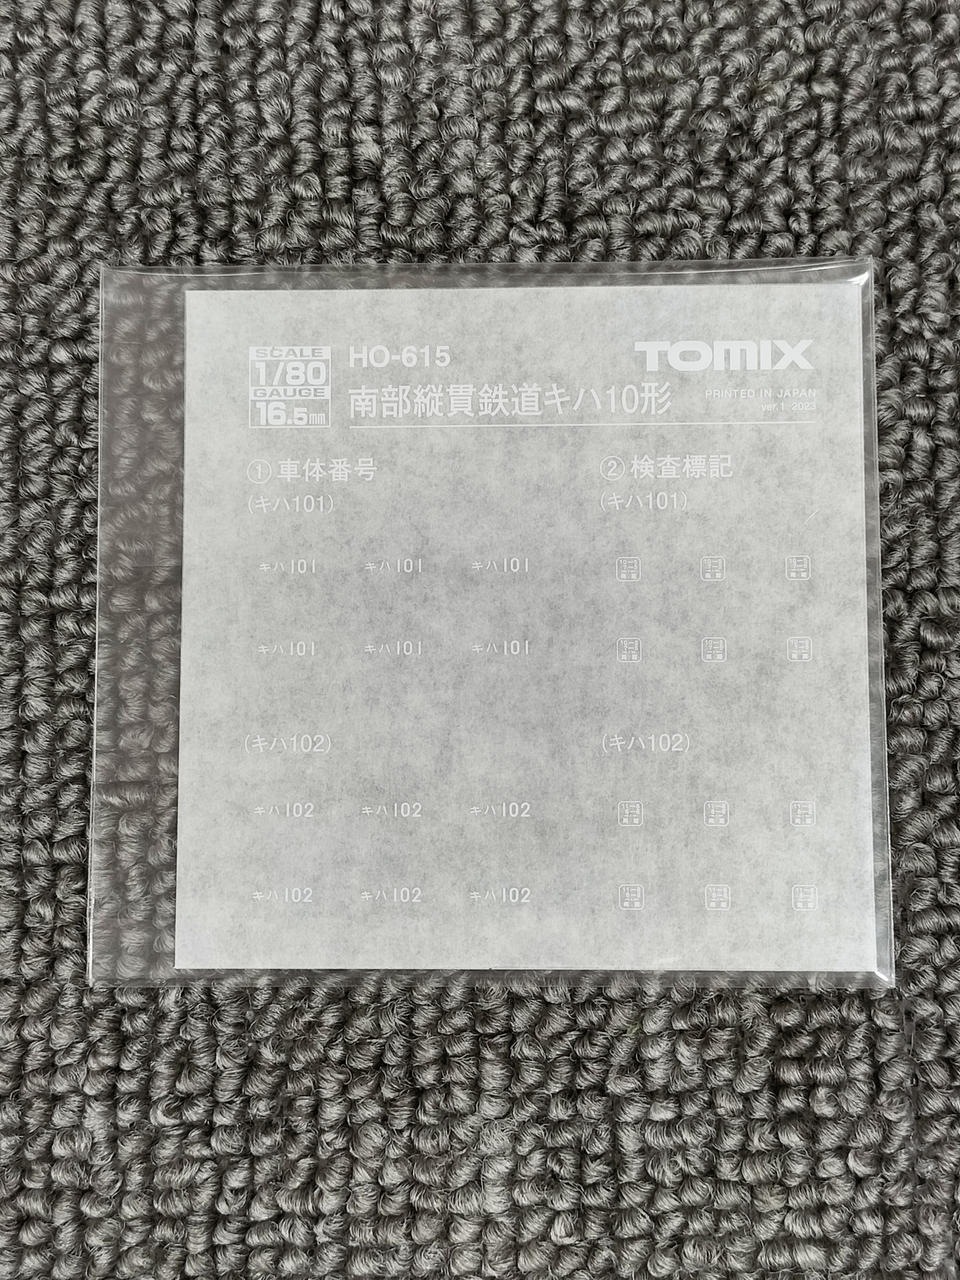 SCALE
1/80
GAUGE
16.5mm
HO-615
南部縦貫鉄道キハ10形
TOMIX
PRINTED IN JAPAN
ver.1 2023
①車体番号
(キハ101)
キハ101 キハ101 キハ101
キハ101 キハ101 キハ101
(キハ102)
キハ102 キハ102 キハ102
キハ102 キハ102 キハ102
②検査標記
(キハ101)
(キハ102)